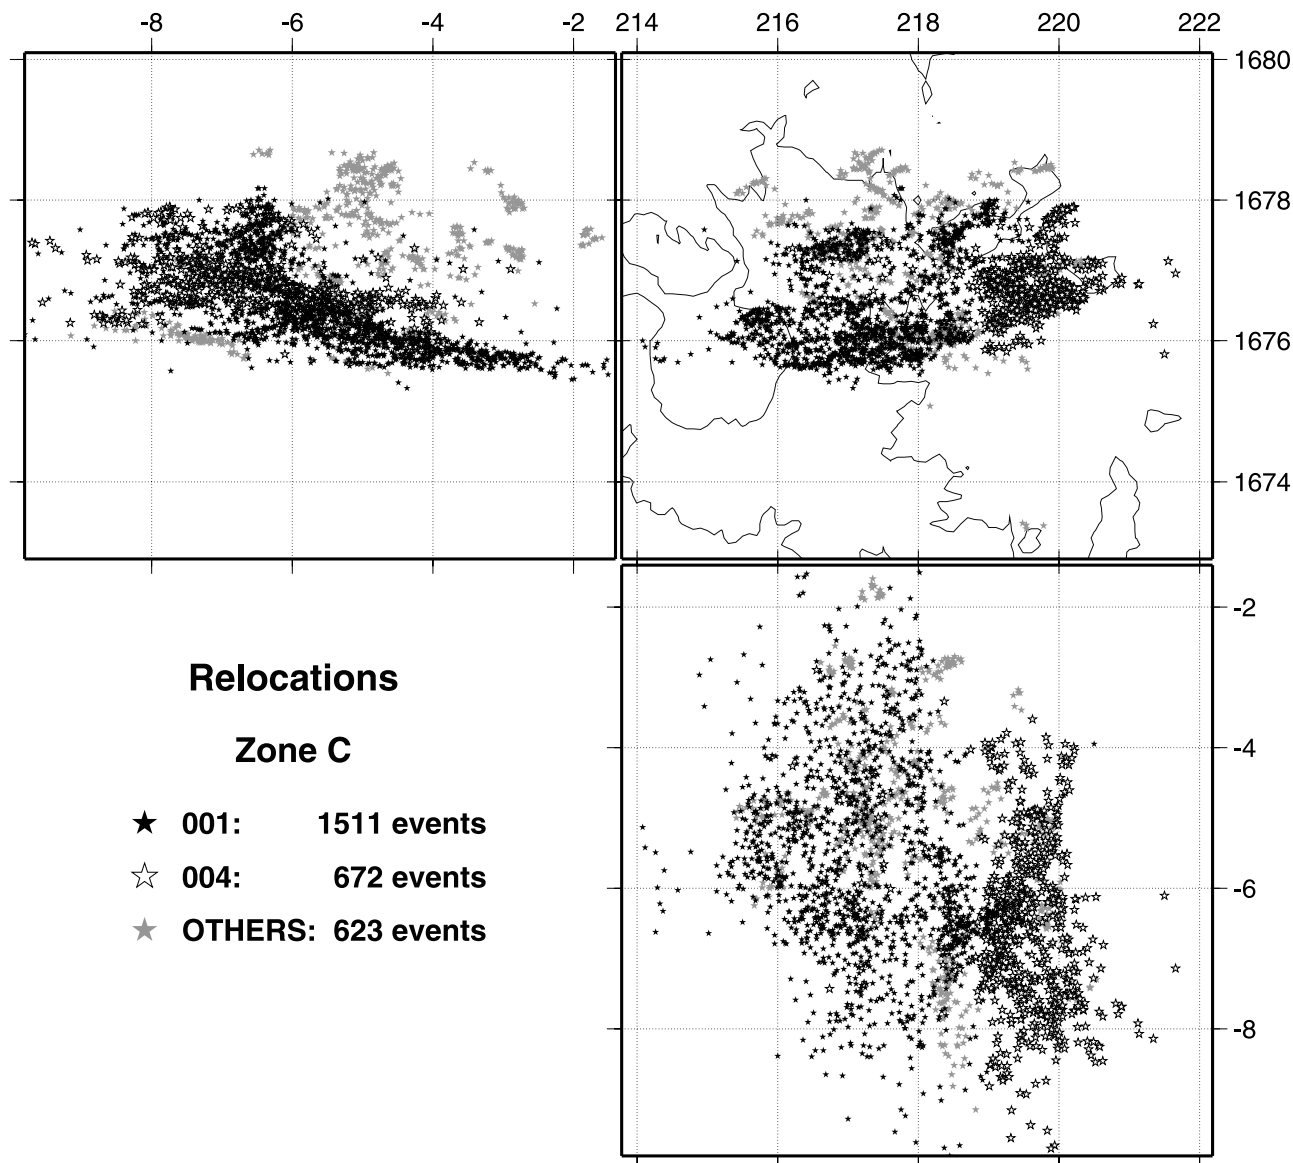 -8 -6 -4 -2 214 216 218 220 222
1680
1678
1676
1674
-2
Relocations
Zone C
-4
001: 1511 events
004: 672 events
-6
OTHERS: 623 events
-8